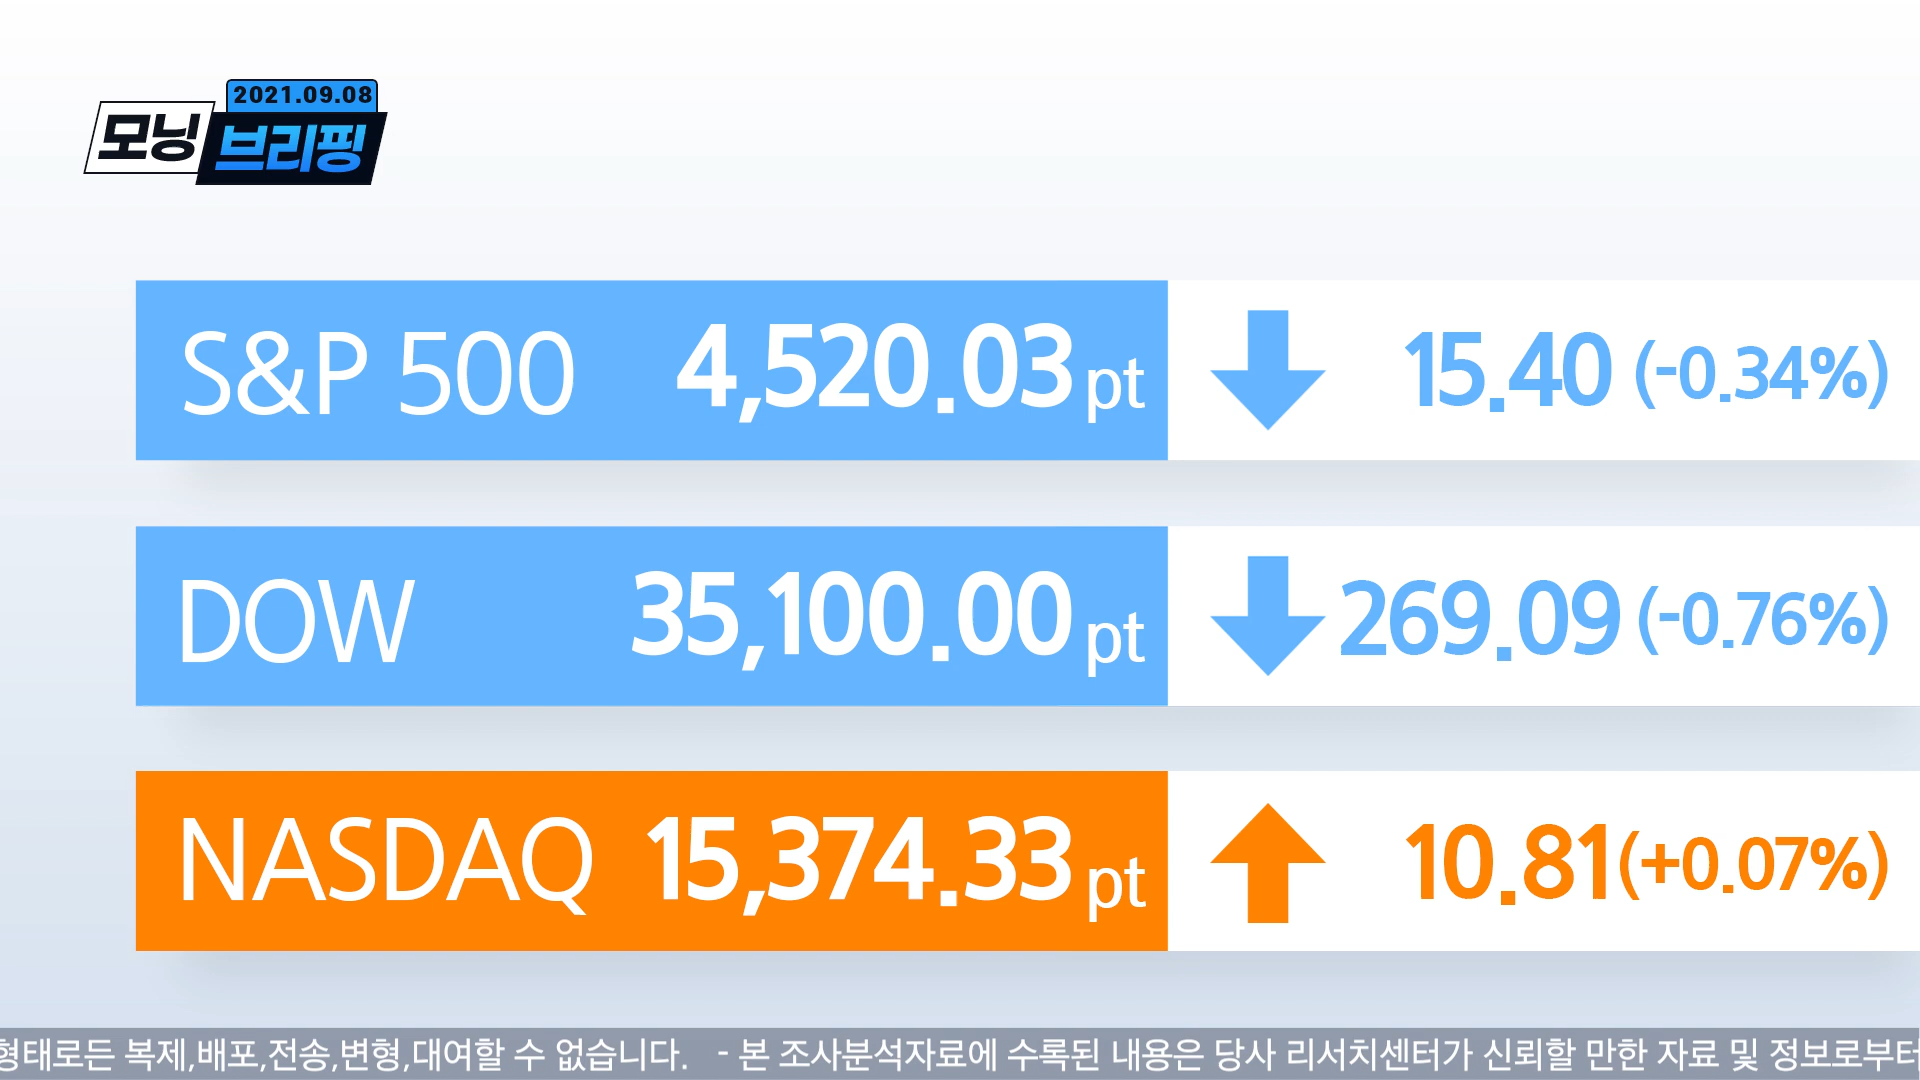 2021.09.08
모닝 브리핑
S&P 500 4,520.03 pt 15.40 (-0.34%)
DOW 35,100.00 pt 269.09 (-0.76%)
NASDAQ 15,374.33 pt 10.81 (+0.07%)
형태로든 복제,배포,전송,변형,대여할 수 없습니다. - 본 조사분석자료에 수록된 내용은 당사 리서치센터가 신뢰할 만한 자료 및 정보로부터